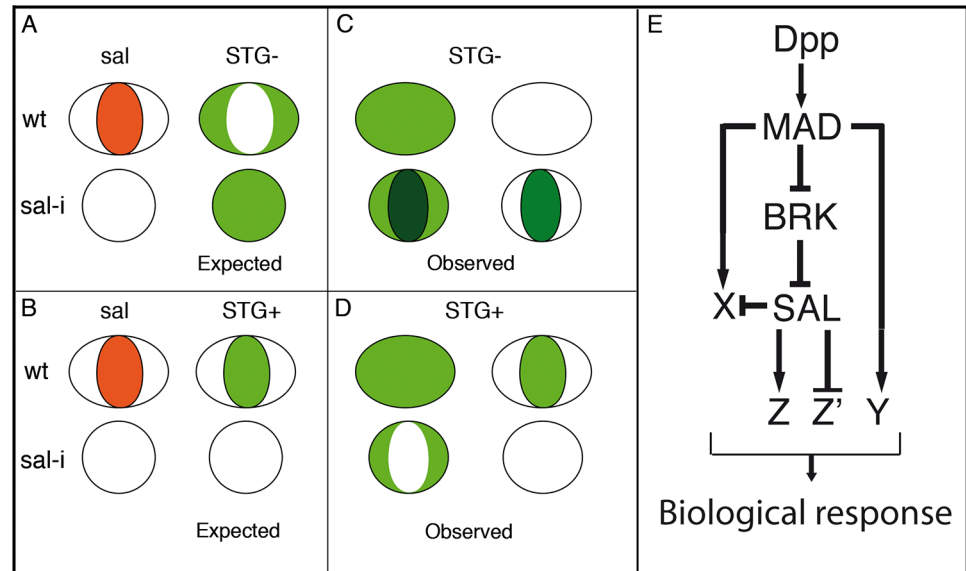 A
sal STG-
wt
sal-i
Expected
B
sal STG+
wt
sal-i
Expected
C
STG-
Observed
D
STG+
Observed
E
Dpp
MAD
BRK
X SAL
Z Z' Y
Biological response